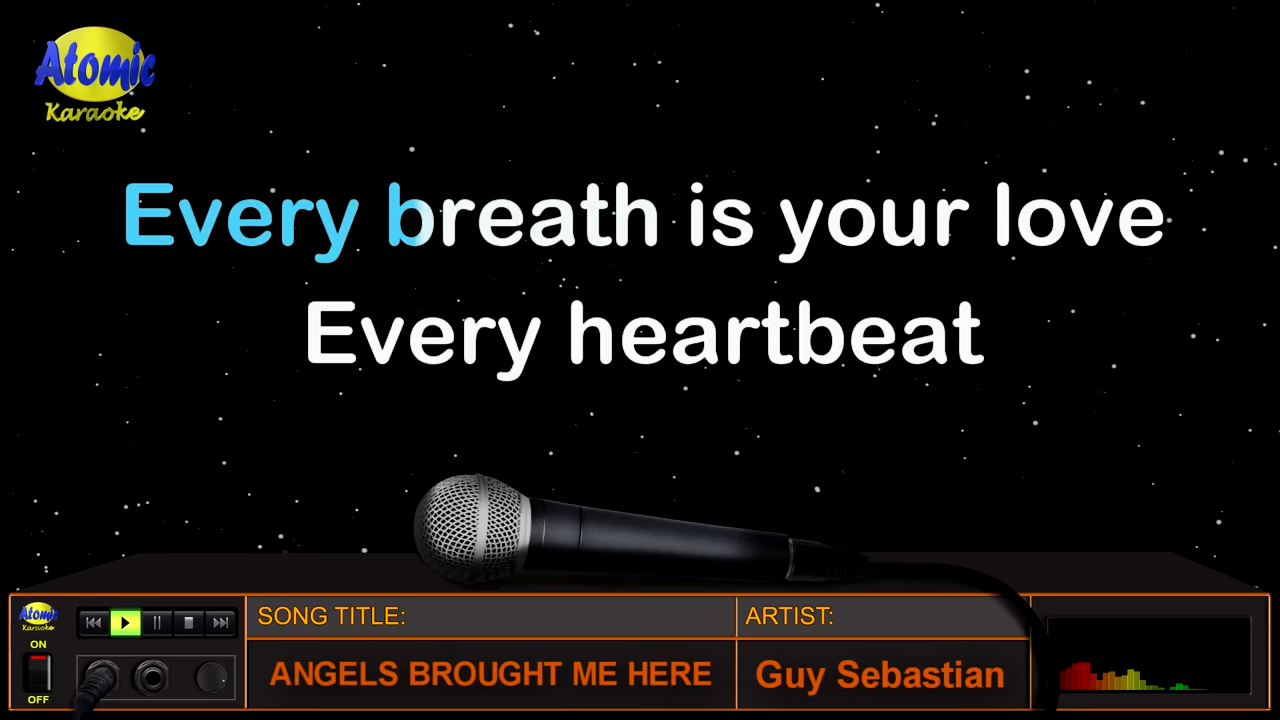 Atomic
Karaoke
Every breath is your love
Every heartbeat
Atomic
Karaoke
ON
OFF
SONG TITLE:
ANGELS BROUGHT ME HERE
ARTIST:
Guy Sebastian